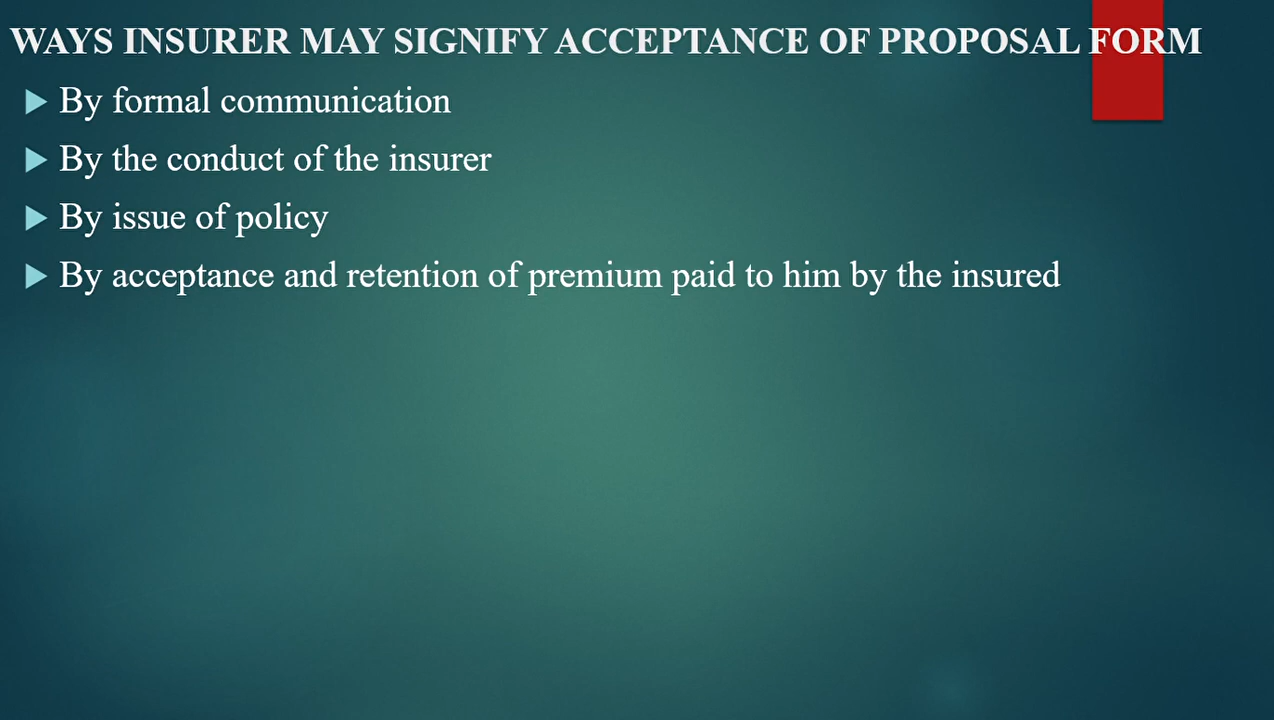 WAYS INSURER MAY SIGNIFY ACCEPTANCE OF PROPOSAL FORM
By formal communication
By the conduct of the insurer
By issue of policy
By acceptance and retention of premium paid to him by the insured